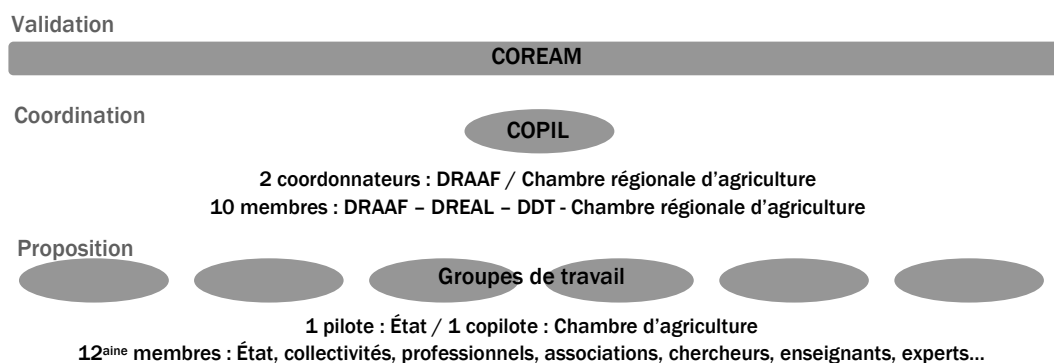 Validation
COREAM
Coordination
COPIL
2 coordonnateurs : DRAAF / Chambre régionale d’agriculture
10 membres : DRAAF – DREAL – DDT - Chambre régionale d’agriculture
Proposition
Groupes de travail
1 pilote : État / 1 copilote : Chambre d’agriculture
12aine membres : État, collectivités, professionnels, associations, chercheurs, enseignants, experts…